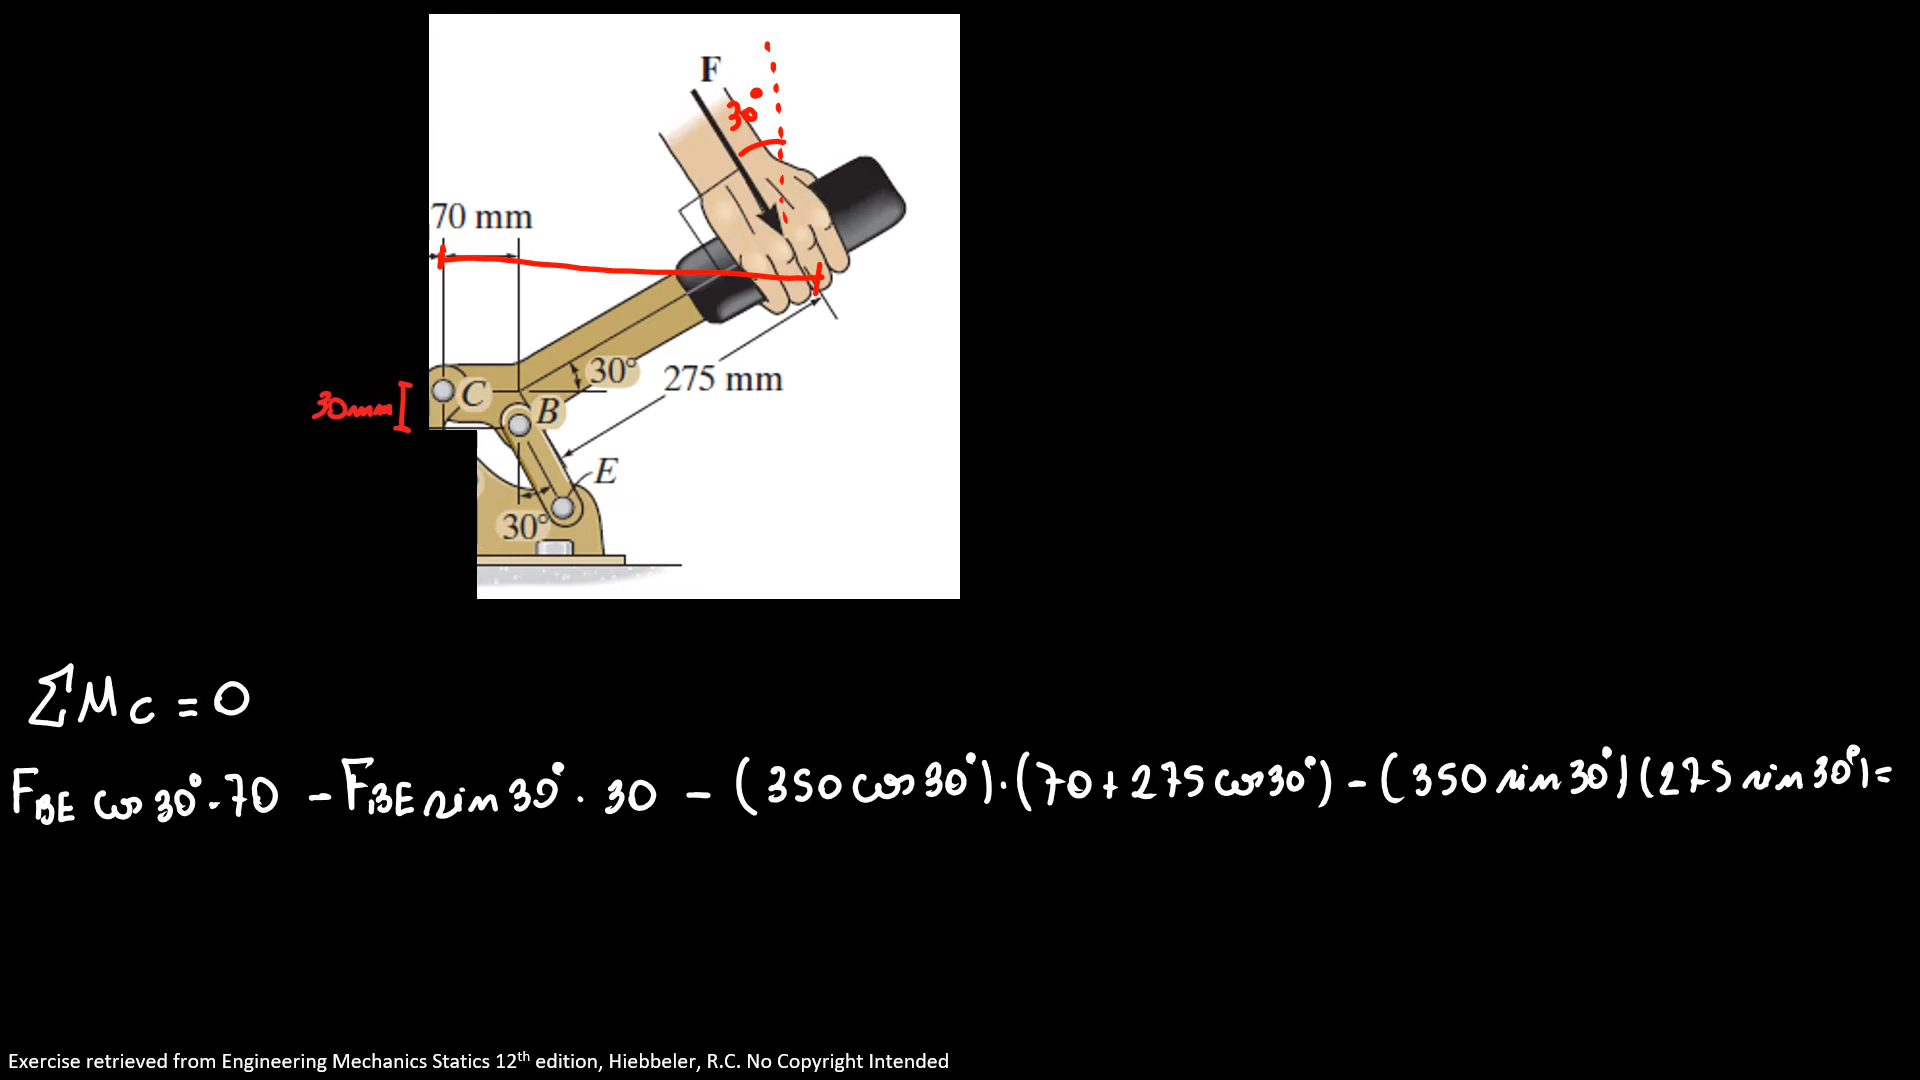 F
30°
70 mm
30°
275 mm
30mm
C
B
E
30°
ΣMc = 0
F_BE cos 30° · 70 - F_BE sin 30° · 30 - (350 cos 30°) · (70 + 275 cos 30°) - (350 sin 30°)(275 sin 30°) =
Exercise retrieved from Engineering Mechanics Statics 12th edition, Hiebbeler, R.C. No Copyright Intended